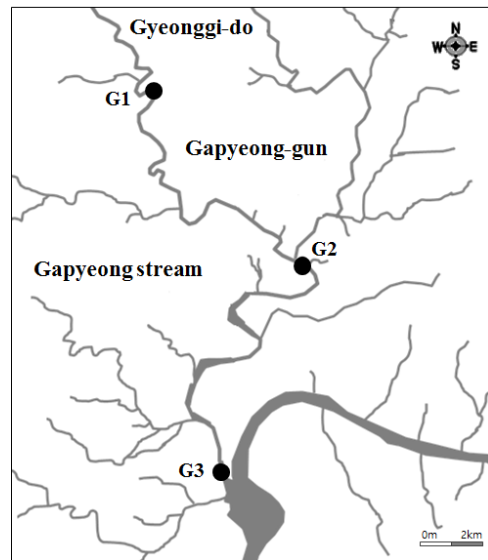 Gyeonggi-do
N
W E
S
G1
Gapyeong-gun
G2
Gapyeong stream
G3
0m 2km